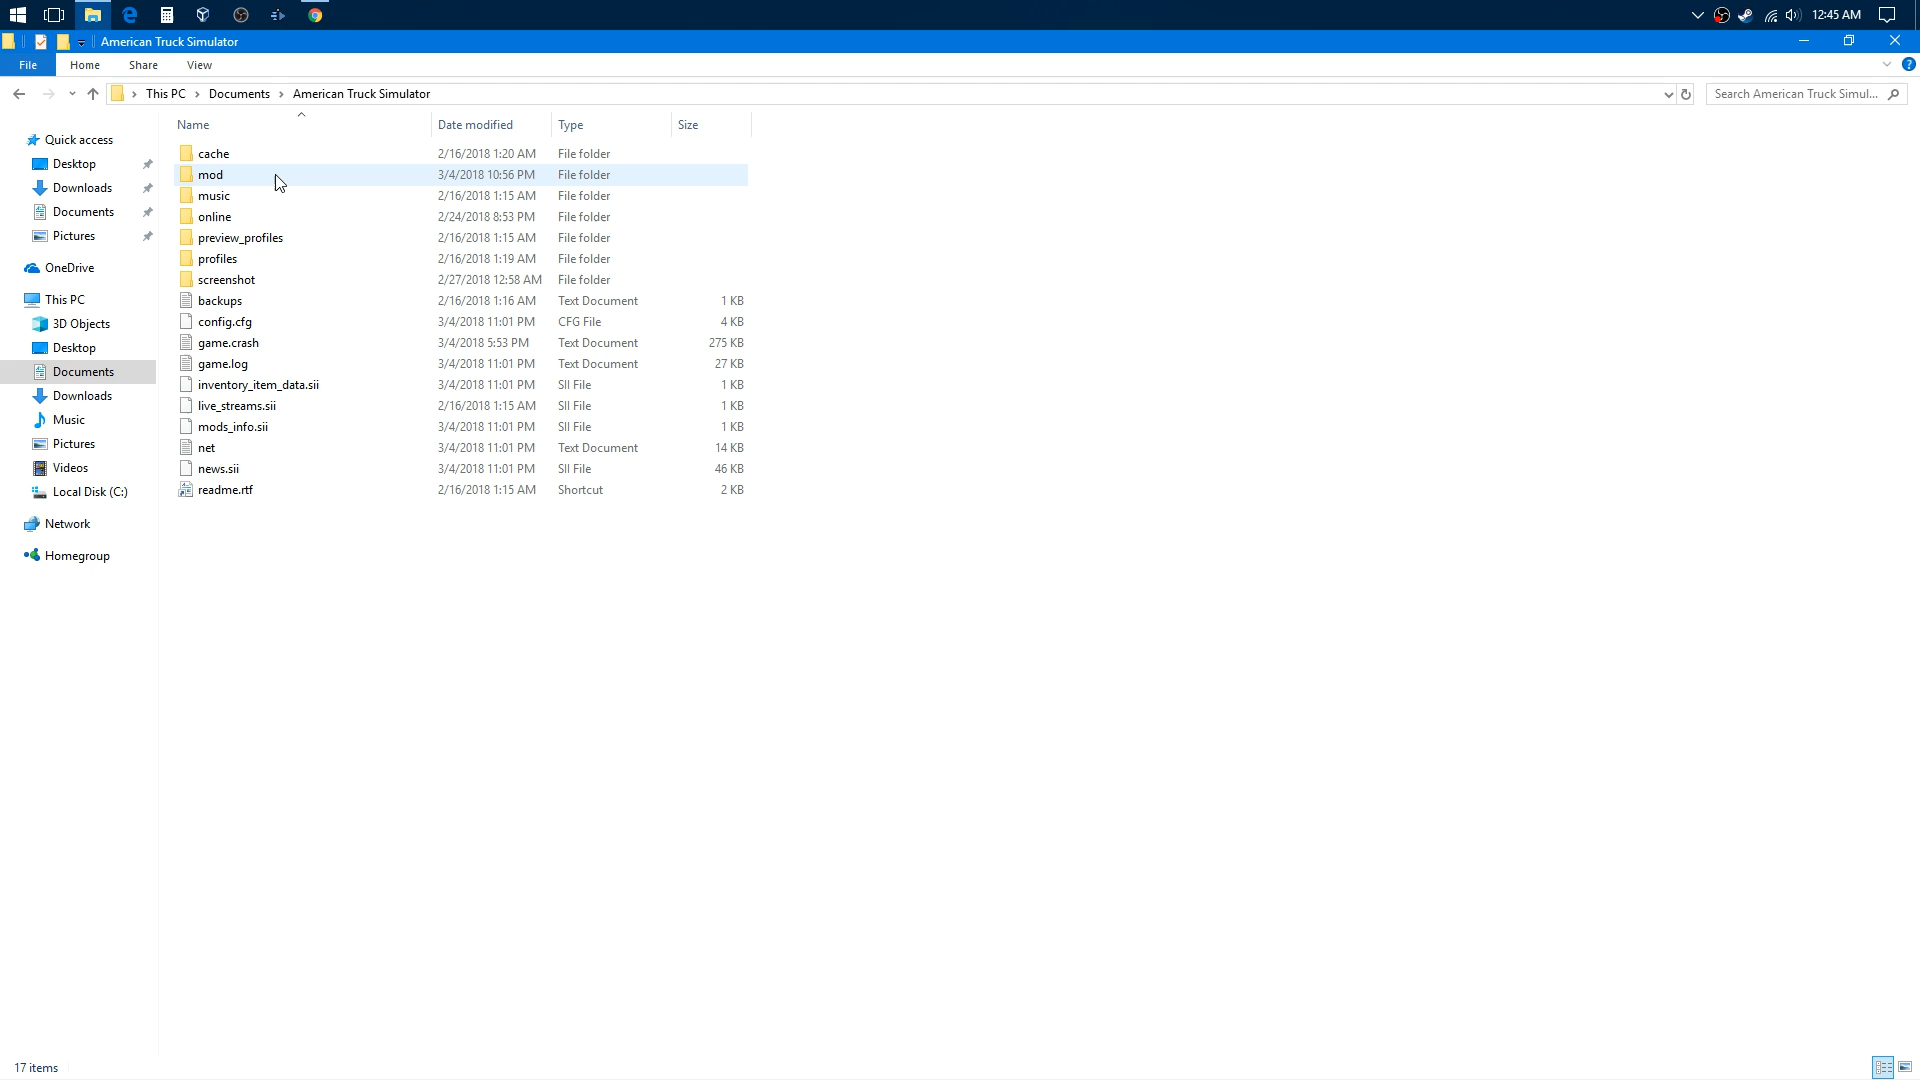 12:45 AM
American Truck Simulator
File Home Share View
This PC Documents American Truck Simulator
Search American Truck Simul...
Name Date modified Type Size
Quick access
Desktop
Downloads
Documents
Pictures
OneDrive
This PC
3D Objects
Desktop
Documents
Downloads
Music
Pictures
Videos
Local Disk (C:)
Network
Homegroup
cache 2/16/2018 1:20 AM File folder
mod 3/4/2018 10:56 PM File folder
music 2/16/2018 1:15 AM File folder
online 2/24/2018 8:53 PM File folder
preview_profiles 2/16/2018 1:15 AM File folder
profiles 2/16/2018 1:19 AM File folder
screenshot 2/27/2018 12:58 AM File folder
backups 2/16/2018 1:16 AM Text Document 1 KB
config.cfg 3/4/2018 11:01 PM CFG File 4 KB
game.crash 3/4/2018 5:53 PM Text Document 275 KB
game.log 3/4/2018 11:01 PM Text Document 27 KB
inventory_item_data.sii 3/4/2018 11:01 PM SII File 1 KB
live_streams.sii 2/16/2018 1:15 AM SII File 1 KB
mods_info.sii 3/4/2018 11:01 PM SII File 1 KB
net 3/4/2018 11:01 PM Text Document 14 KB
news.sii 3/4/2018 11:01 PM SII File 46 KB
readme.rtf 2/16/2018 1:15 AM Shortcut 2 KB
17 items